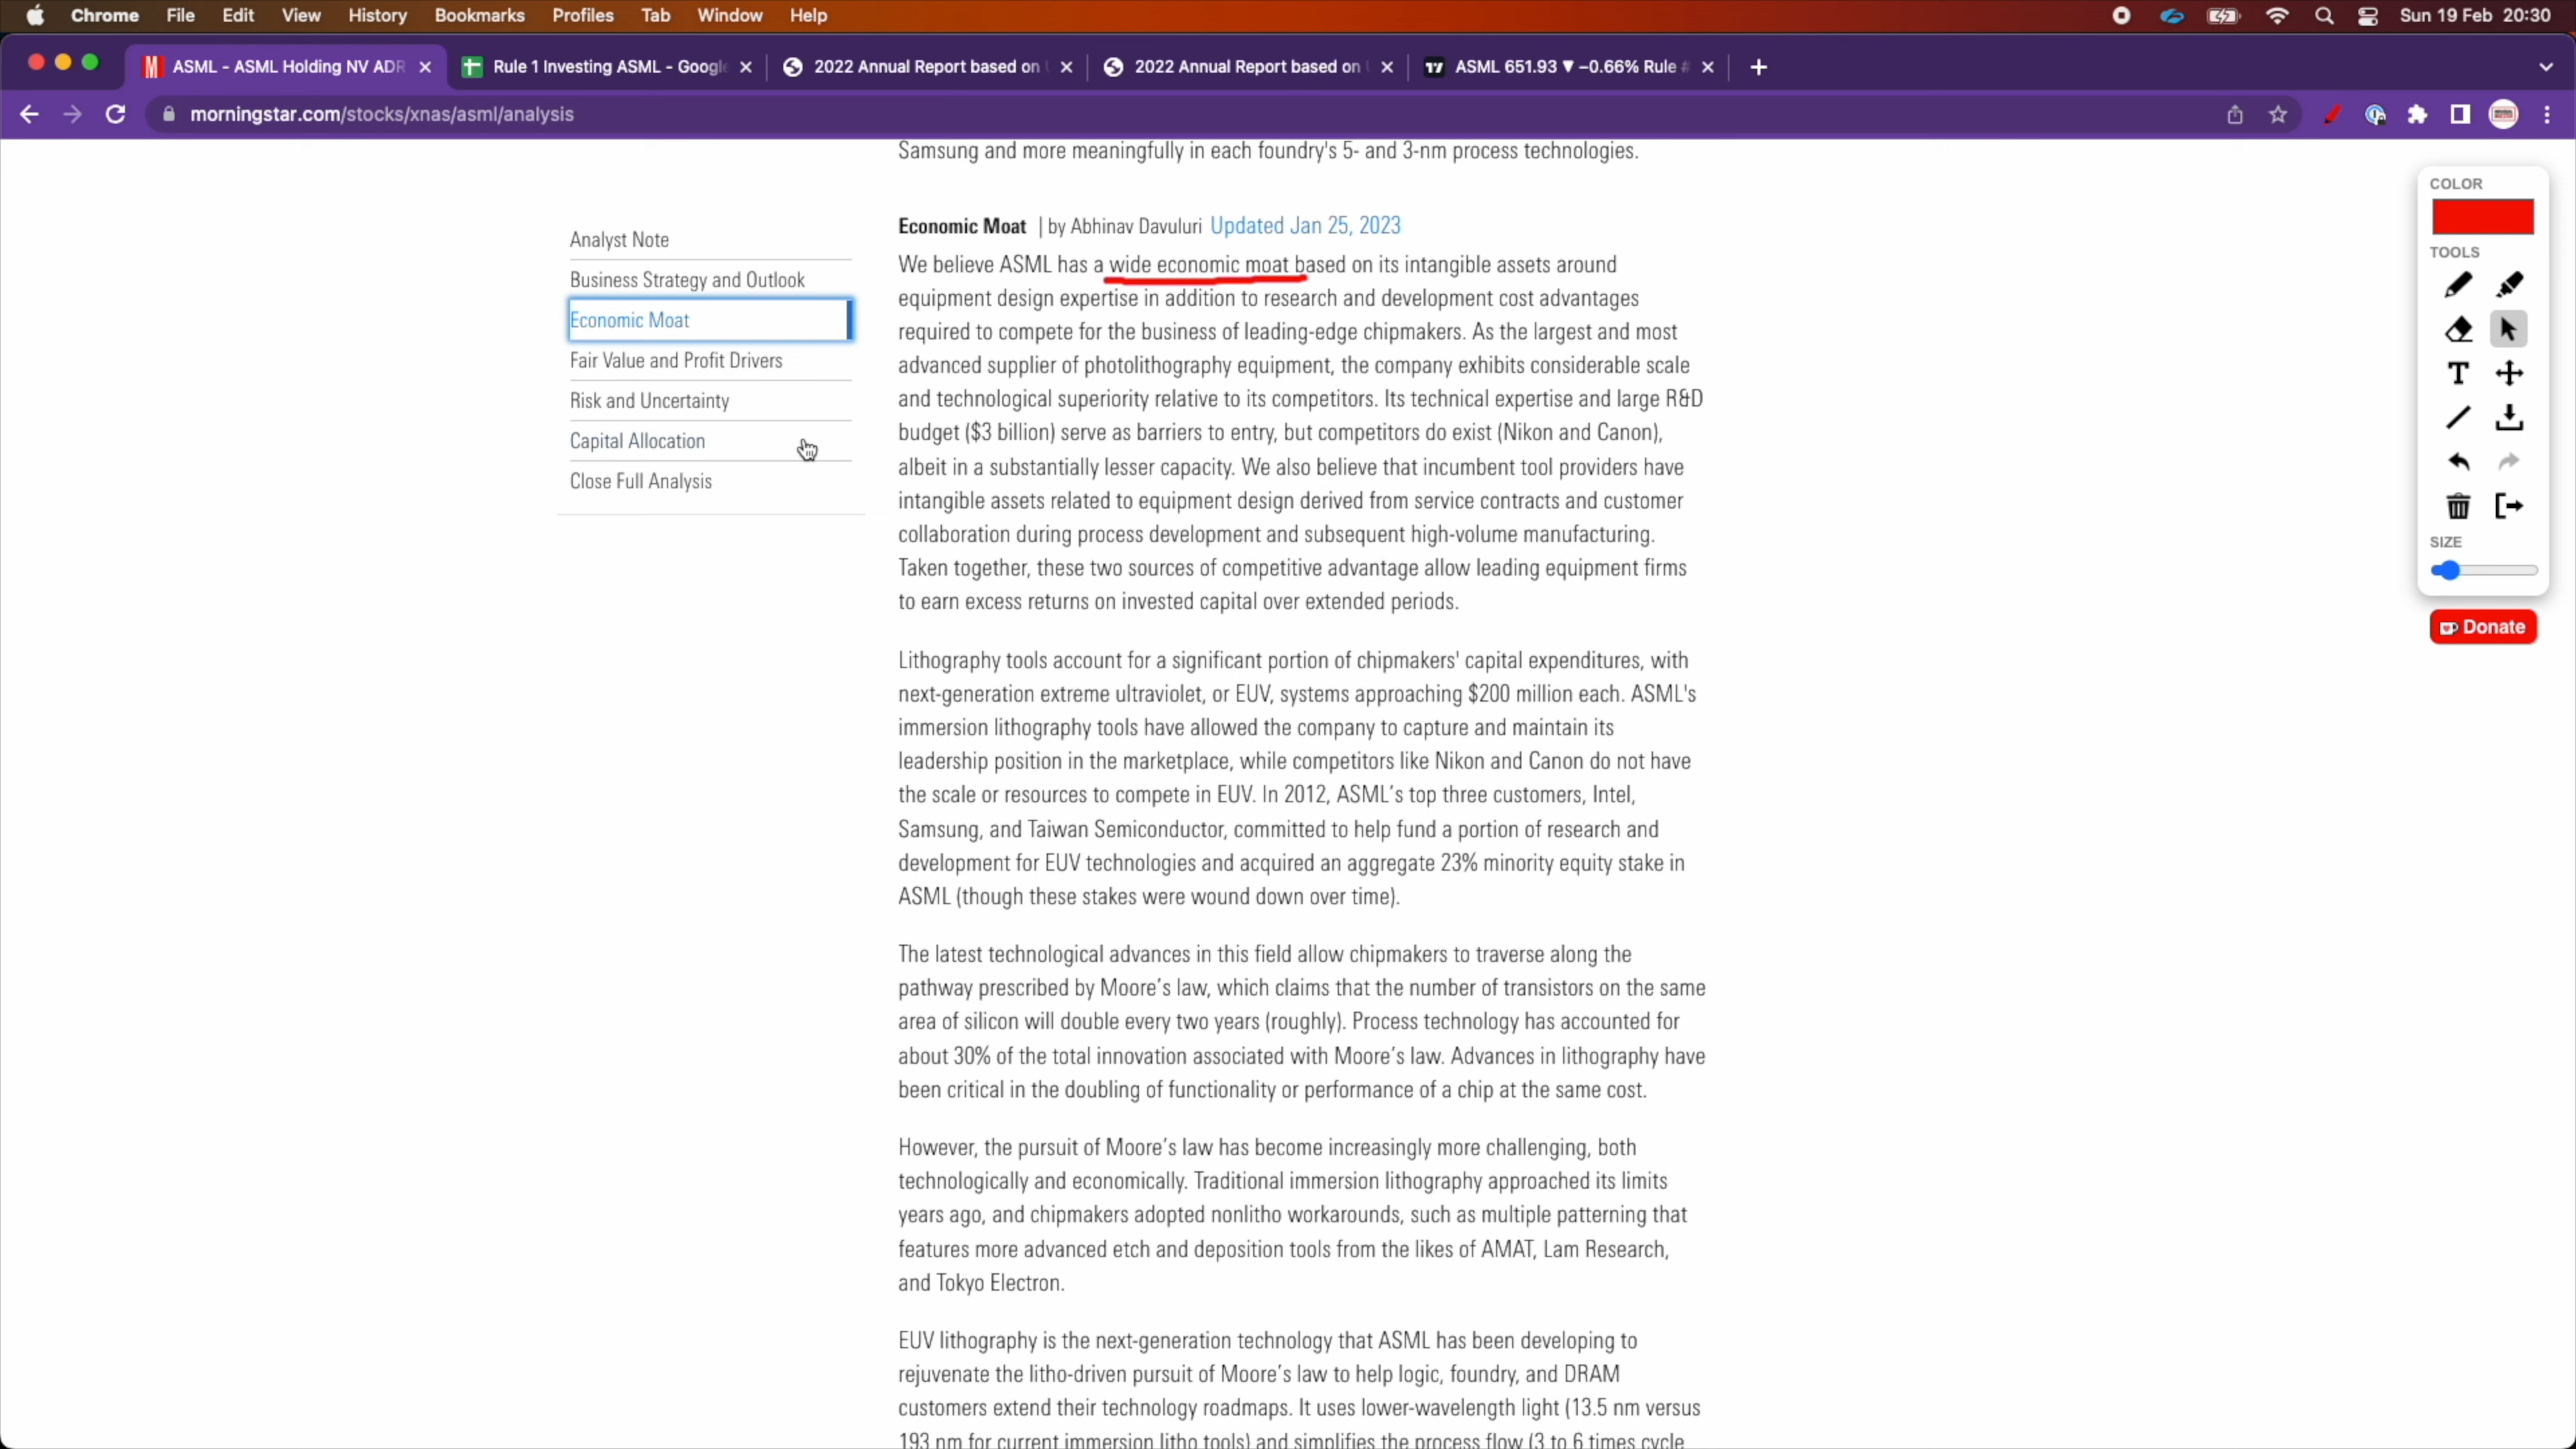 Chrome File Edit View History Bookmarks Profiles Tab Window Help Sun 19 Feb 20:30
ASML - ASML Holding NV ADR Rule 1 Investing ASML - Google 2022 Annual Report based on 2022 Annual Report based on ASML 651.93 ▼ −0.66% Rule #
morningstar.com/stocks/xnas/asml/analysis
Samsung and more meaningfully in each foundry's 5- and 3-nm process technologies.
Analyst Note
Business Strategy and Outlook
Economic Moat
Fair Value and Profit Drivers
Risk and Uncertainty
Capital Allocation
Close Full Analysis
Economic Moat | by Abhinav Davuluri Updated Jan 25, 2023
We believe ASML has a wide economic moat based on its intangible assets around
equipment design expertise in addition to research and development cost advantages
required to compete for the business of leading-edge chipmakers. As the largest and most
advanced supplier of photolithography equipment, the company exhibits considerable scale
and technological superiority relative to its competitors. Its technical expertise and large R&D
budget ($3 billion) serve as barriers to entry, but competitors do exist (Nikon and Canon),
albeit in a substantially lesser capacity. We also believe that incumbent tool providers have
intangible assets related to equipment design derived from service contracts and customer
collaboration during process development and subsequent high-volume manufacturing.
Taken together, these two sources of competitive advantage allow leading equipment firms
to earn excess returns on invested capital over extended periods.
Lithography tools account for a significant portion of chipmakers' capital expenditures, with
next-generation extreme ultraviolet, or EUV, systems approaching $200 million each. ASML's
immersion lithography tools have allowed the company to capture and maintain its
leadership position in the marketplace, while competitors like Nikon and Canon do not have
the scale or resources to compete in EUV. In 2012, ASML's top three customers, Intel,
Samsung, and Taiwan Semiconductor, committed to help fund a portion of research and
development for EUV technologies and acquired an aggregate 23% minority equity stake in
ASML (though these stakes were wound down over time).
The latest technological advances in this field allow chipmakers to traverse along the
pathway prescribed by Moore's law, which claims that the number of transistors on the same
area of silicon will double every two years (roughly). Process technology has accounted for
about 30% of the total innovation associated with Moore's law. Advances in lithography have
been critical in the doubling of functionality or performance of a chip at the same cost.
However, the pursuit of Moore's law has become increasingly more challenging, both
technologically and economically. Traditional immersion lithography approached its limits
years ago, and chipmakers adopted nonlitho workarounds, such as multiple patterning that
features more advanced etch and deposition tools from the likes of AMAT, Lam Research,
and Tokyo Electron.
EUV lithography is the next-generation technology that ASML has been developing to
rejuvenate the litho-driven pursuit of Moore's law to help logic, foundry, and DRAM
customers extend their technology roadmaps. It uses lower-wavelength light (13.5 nm versus
193 nm for current immersion litho tools) and simplifies the process flow (3 to 6 times cycle
COLOR
TOOLS
T
SIZE
Donate